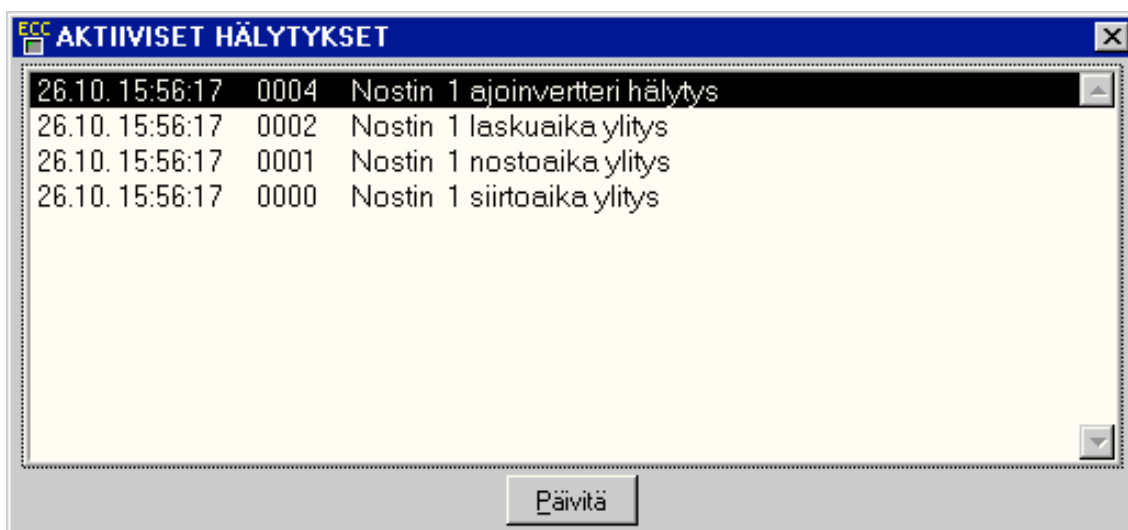 ECC AKTIIVISET HÄLYTYKSET
26.10. 15:56:17 0004 Nostin 1 ajoinvertteri hälytys
26.10. 15:56:17 0002 Nostin 1 laskuaika ylitys
26.10. 15:56:17 0001 Nostin 1 nostoaika ylitys
26.10. 15:56:17 0000 Nostin 1 siirtoaika ylitys
Päivitä